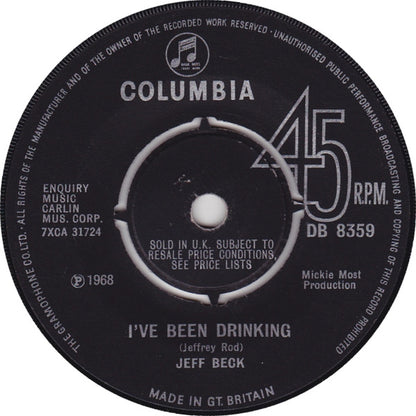 THE GRAMOPHONE CO. LTD. · ALL RIGHTS OF THE MANUFACTURER AND OF THE OWNER OF THE RECORDED WORK RESERVED · UNAUTHORISED PUBLIC PERFORMANCE BROADCASTING AND COPYING OF THIS RECORD PROHIBITED
COLUMBIA
45
R.P.M.
ENQUIRY
MUSIC
CARLIN
MUS. CORP.
7XCA 31724
DB 8359
SOLD IN U.K. SUBJECT TO
RESALE PRICE CONDITIONS,
SEE PRICE LISTS
Ⓟ 1968
Mickie Most
Production
I'VE BEEN DRINKING
(Jeffrey Rod)
JEFF BECK
MADE IN GT. BRITAIN